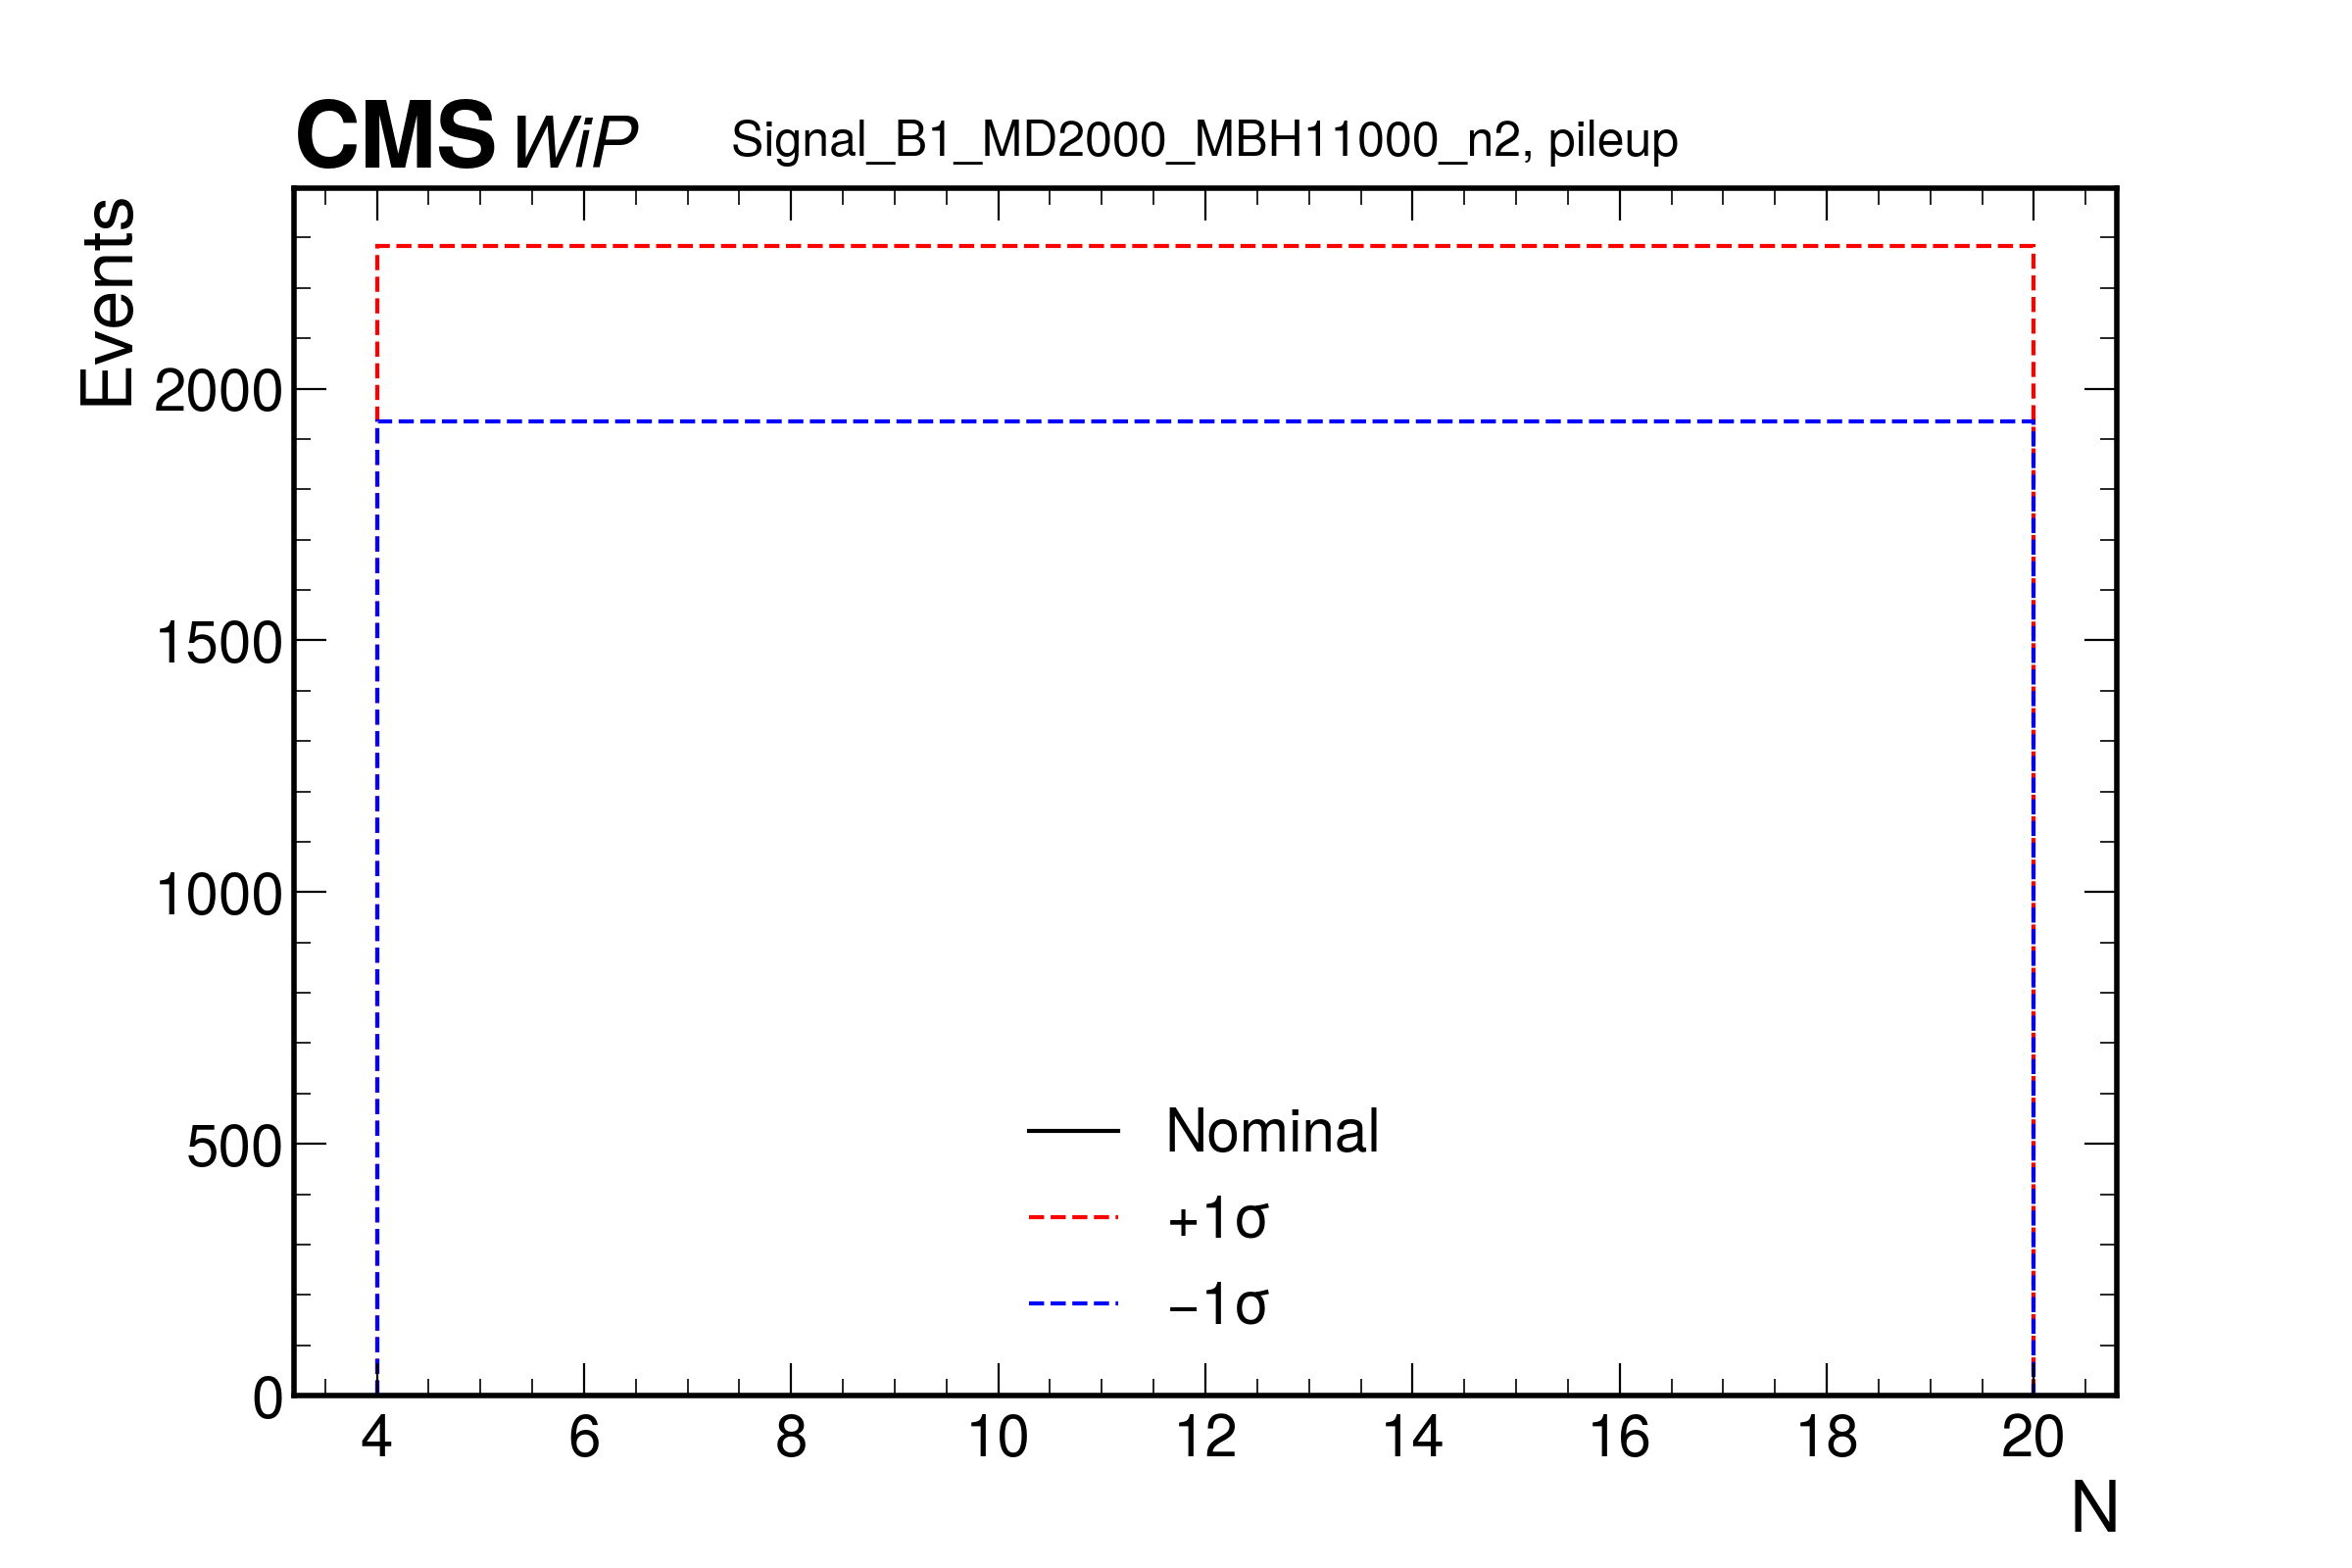 CMS WiP Signal_B1_MD2000_MBH11000_n2, pileup
Events
2000
1500
1000
500
0
Nominal
+1σ
−1σ
4 6 8 10 12 14 16 18 20
N